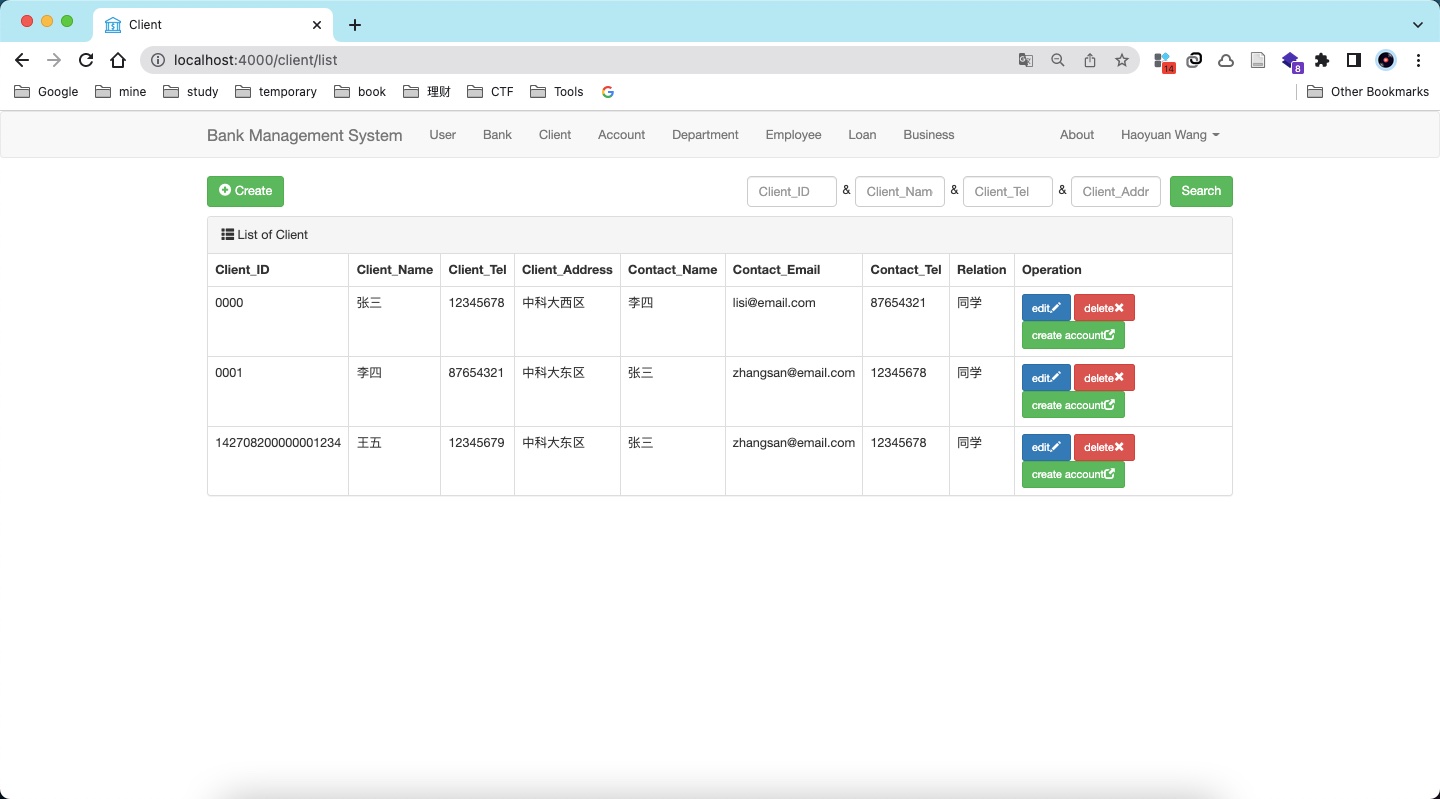 Client
localhost:4000/client/list
14
8
Google mine study temporary book 理财 CTF Tools Other Bookmarks
Bank Management System User Bank Client Account Department Employee Loan Business About Haoyuan Wang
Create Client_ID & Client_Nam & Client_Tel & Client_Addr Search
List of Client
Client_ID Client_Name Client_Tel Client_Address Contact_Name Contact_Email Contact_Tel Relation Operation
0000 张三 12345678 中科大西区 李四 lisi@email.com 87654321 同学 edit delete
create account
0001 李四 87654321 中科大东区 张三 zhangsan@email.com 12345678 同学 edit delete
create account
142708200000001234 王五 12345679 中科大东区 张三 zhangsan@email.com 12345678 同学 edit delete
create account